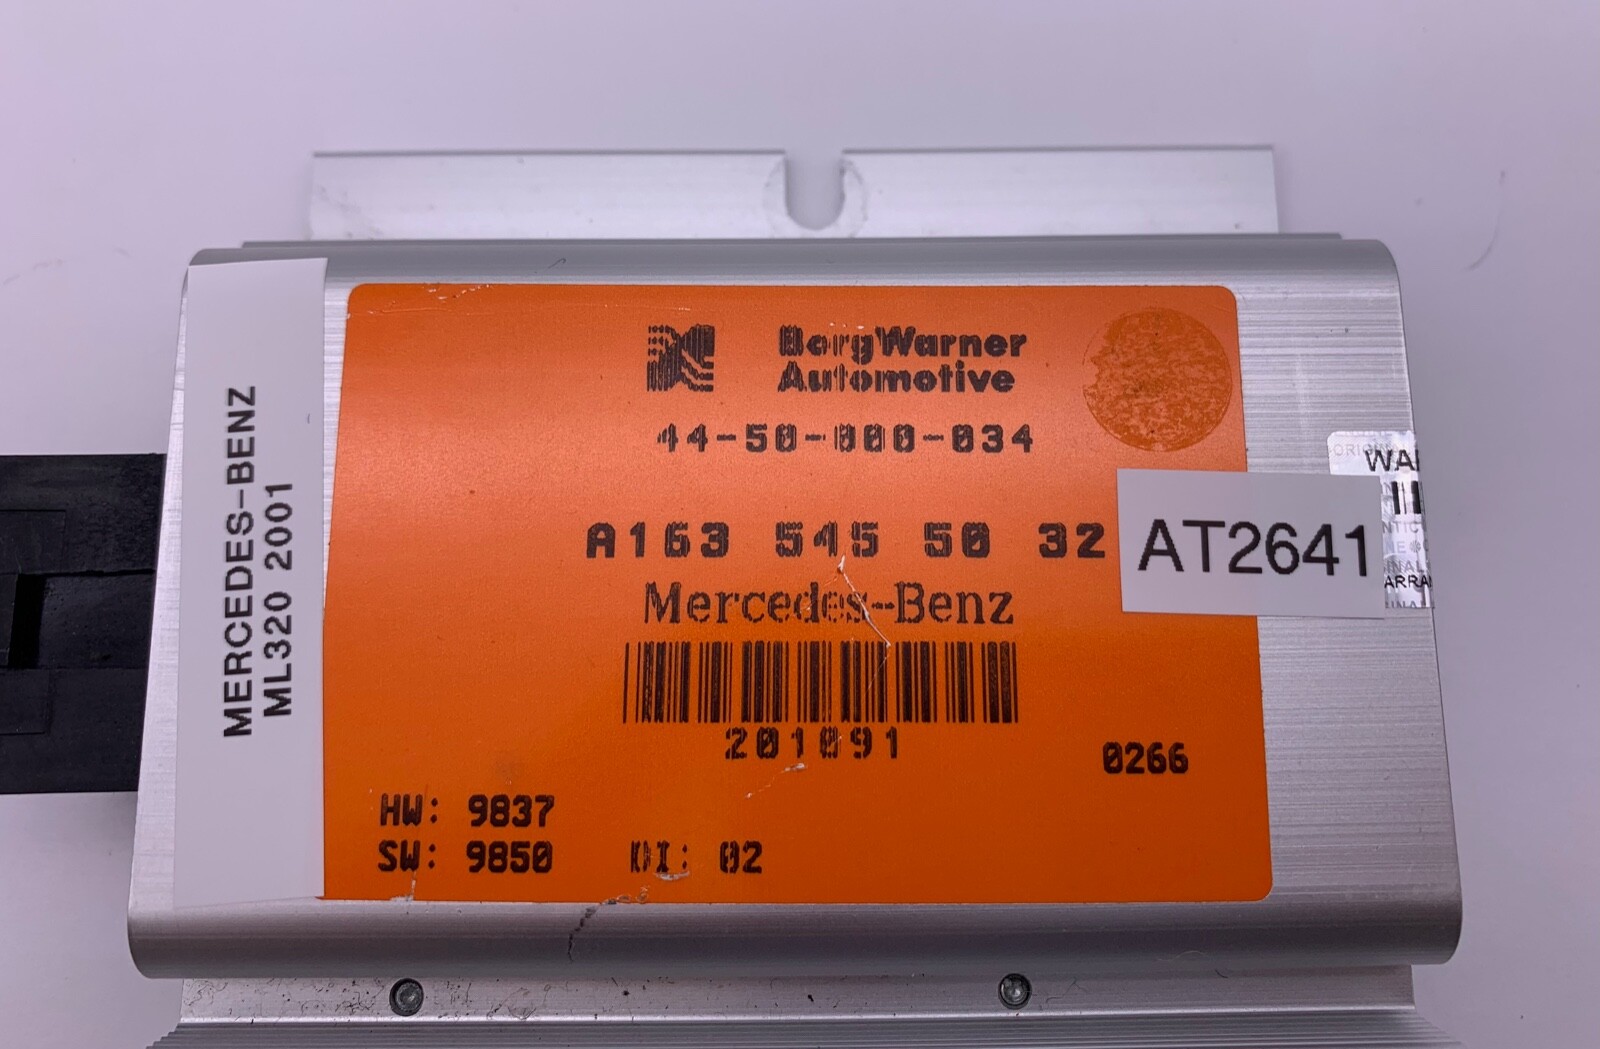 MERCEDES-BENZ
ML320 2001
BorgWarner
Automotive
44-50-000-034
A163 545 50 32
Mercedes-Benz
201091
0266
HW: 9837
SW: 9850 DI: 02
AT2641